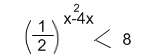 (1/2)^(x²-4x) < 8